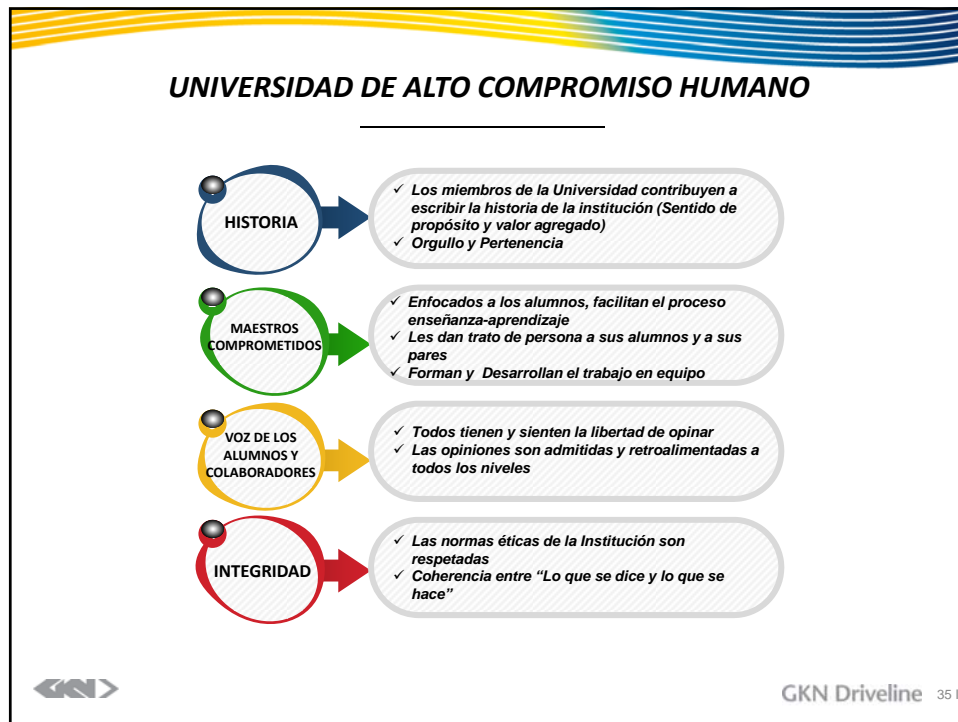 UNIVERSIDAD DE ALTO COMPROMISO HUMANO
HISTORIA
✓ Los miembros de la Universidad contribuyen a
escribir la historia de la institución (Sentido de
propósito y valor agregado)
✓ Orgullo y Pertenencia
MAESTROS
COMPROMETIDOS
✓ Enfocados a los alumnos, facilitan el proceso
enseñanza-aprendizaje
✓ Les dan trato de persona a sus alumnos y a sus
pares
✓ Forman y Desarrollan el trabajo en equipo
VOZ DE LOS
ALUMNOS Y
COLABORADORES
✓ Todos tienen y sienten la libertad de opinar
✓ Las opiniones son admitidas y retroalimentadas a
todos los niveles
INTEGRIDAD
✓ Las normas éticas de la Institución son
respetadas
✓ Coherencia entre “Lo que se dice y lo que se
hace”
GKN
GKN Driveline 35